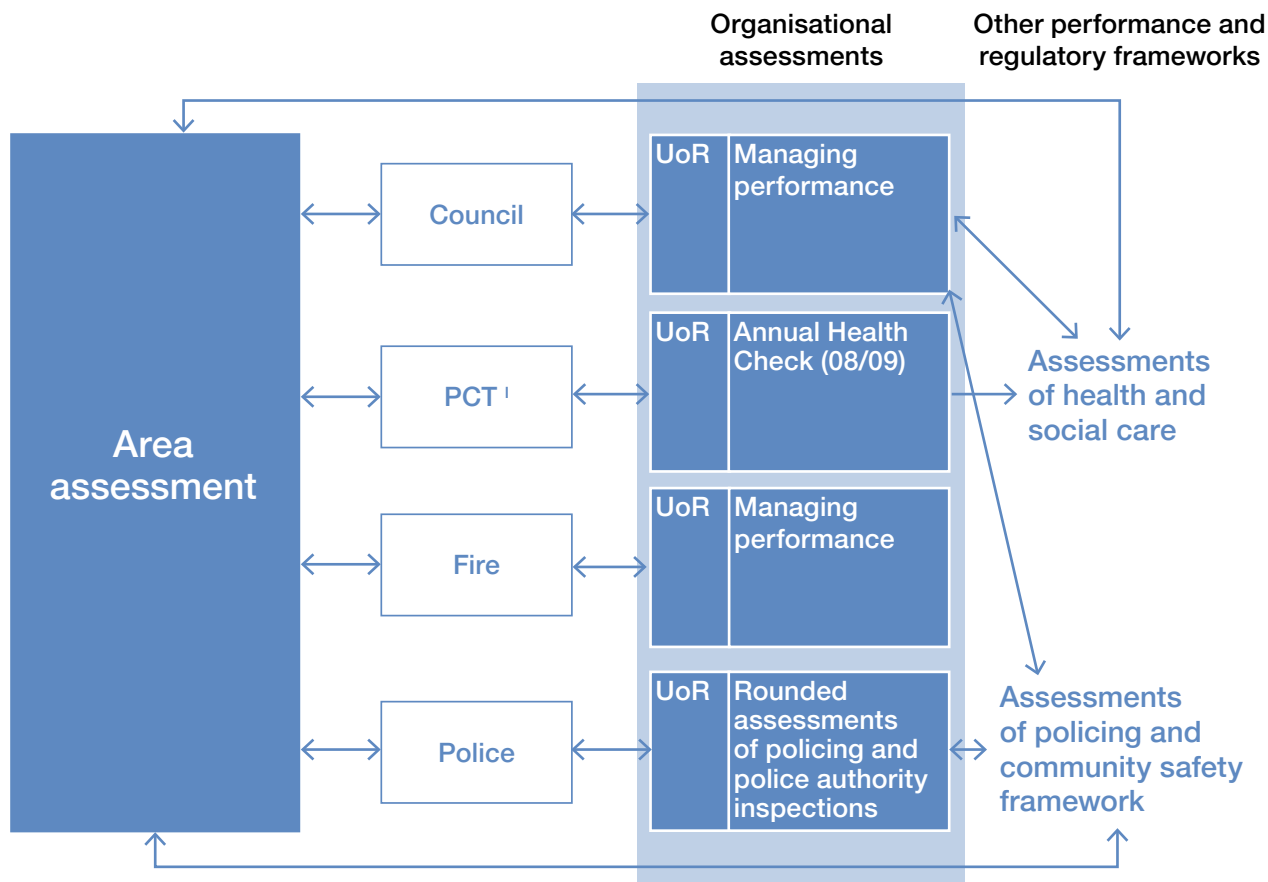 Organisational
assessments
Other performance and
regulatory frameworks
Area
assessment
Council
UoR
Managing
performance
PCT I
UoR
Annual Health
Check (08/09)
Assessments
of health and
social care
Fire
UoR
Managing
performance
Police
UoR
Rounded
assessments
of policing and
police authority
inspections
Assessments
of policing and
community safety
framework